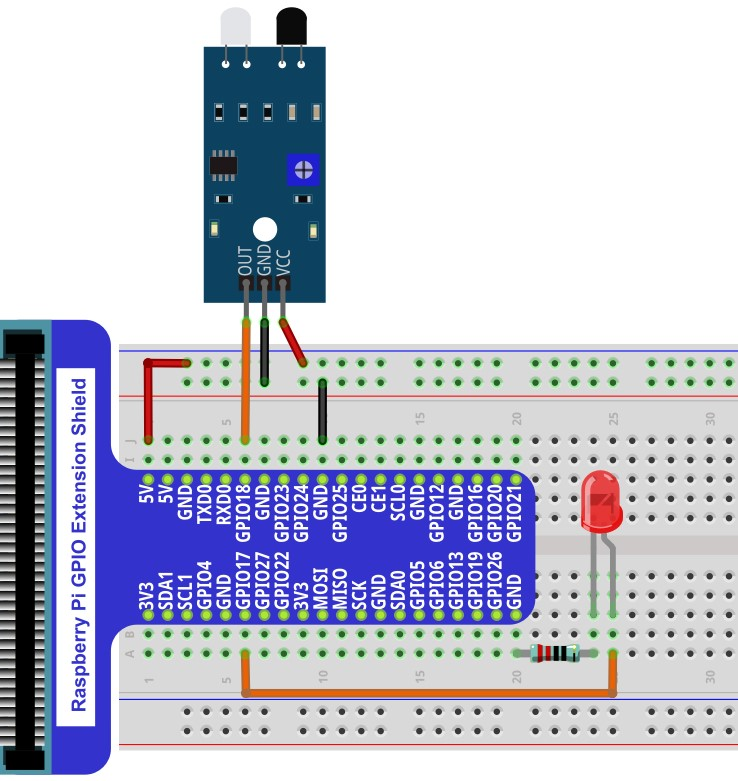 OUT
GND
VCC
5 15 20 25 30
J
I
5V 5V GND TXD0 RXD0 GPIO18 GND GPIO23 GPIO24 GND GPIO25 CE0 CE1 SCL0 GND GPIO12 GND GPIO16 GPIO20 GPIO21
Raspberry Pi GPIO Extension Shield
3V3 SDA1 SCL1 GPIO4 GND GPIO17 GPIO27 GPIO22 3V3 MOSI MISO SCK GND SDA0 GPIO5 GPIO6 GPIO13 GPIO19 GPIO26 GND
B
A
1 5 10 15 20 25 30